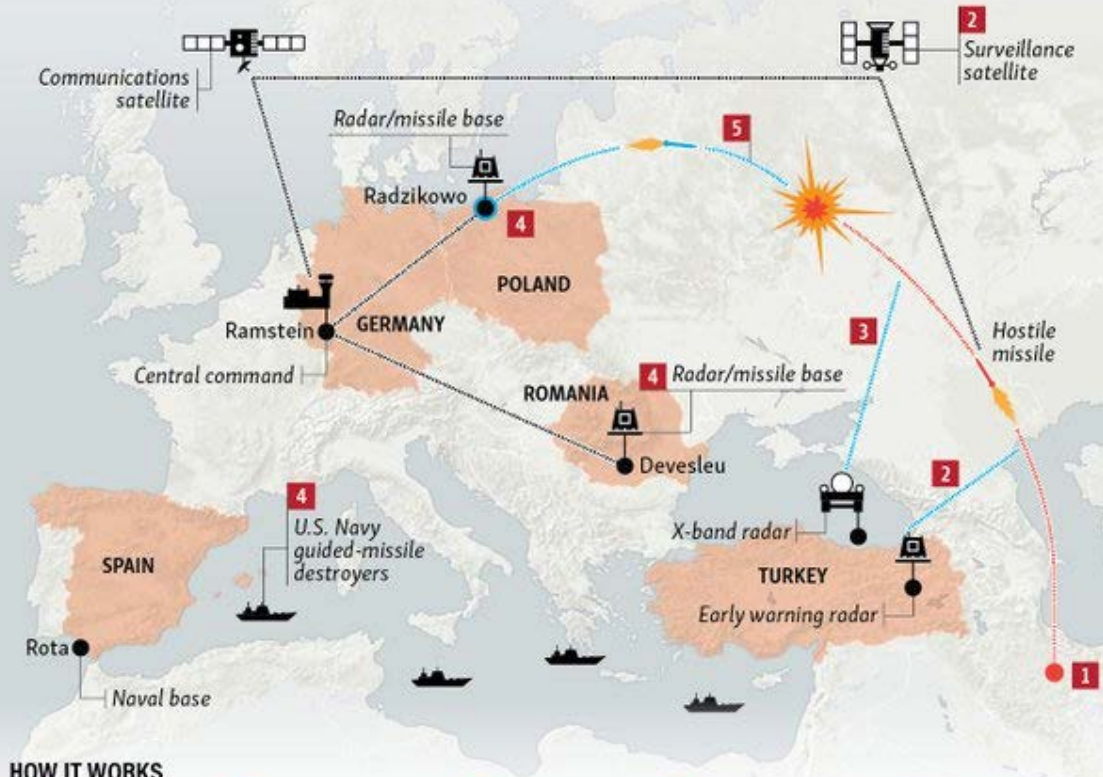 2
Surveillance
satellite
Communications
satellite
Radar/missile base
5
Radzikowo
4
POLAND
Ramstein
GERMANY
3
Hostile
missile
Central command
4
Radar/missile base
ROMANIA
Devesleu
2
4
U.S. Navy
guided-missile
destroyers
X-band radar
SPAIN
TURKEY
Early warning radar
Rota
1
Naval base
HOW IT WORKS